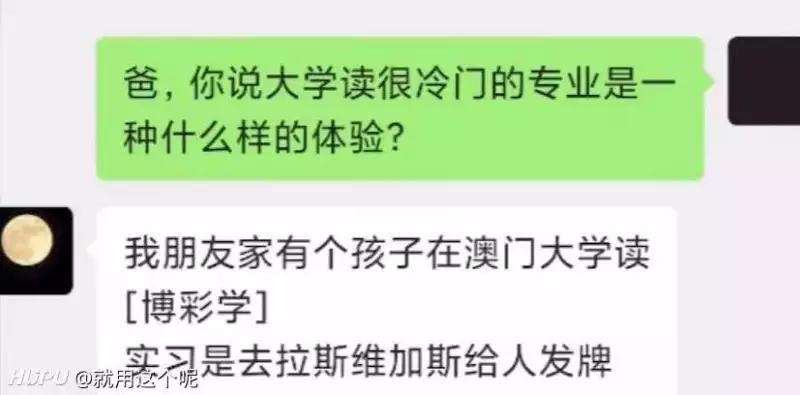 爸，你说大学读很冷门的专业是一
种什么样的体验？
我朋友家有个孩子在澳门大学读
[博彩学]
实习是去拉斯维加斯给人发牌
HUPU @就用这个呢